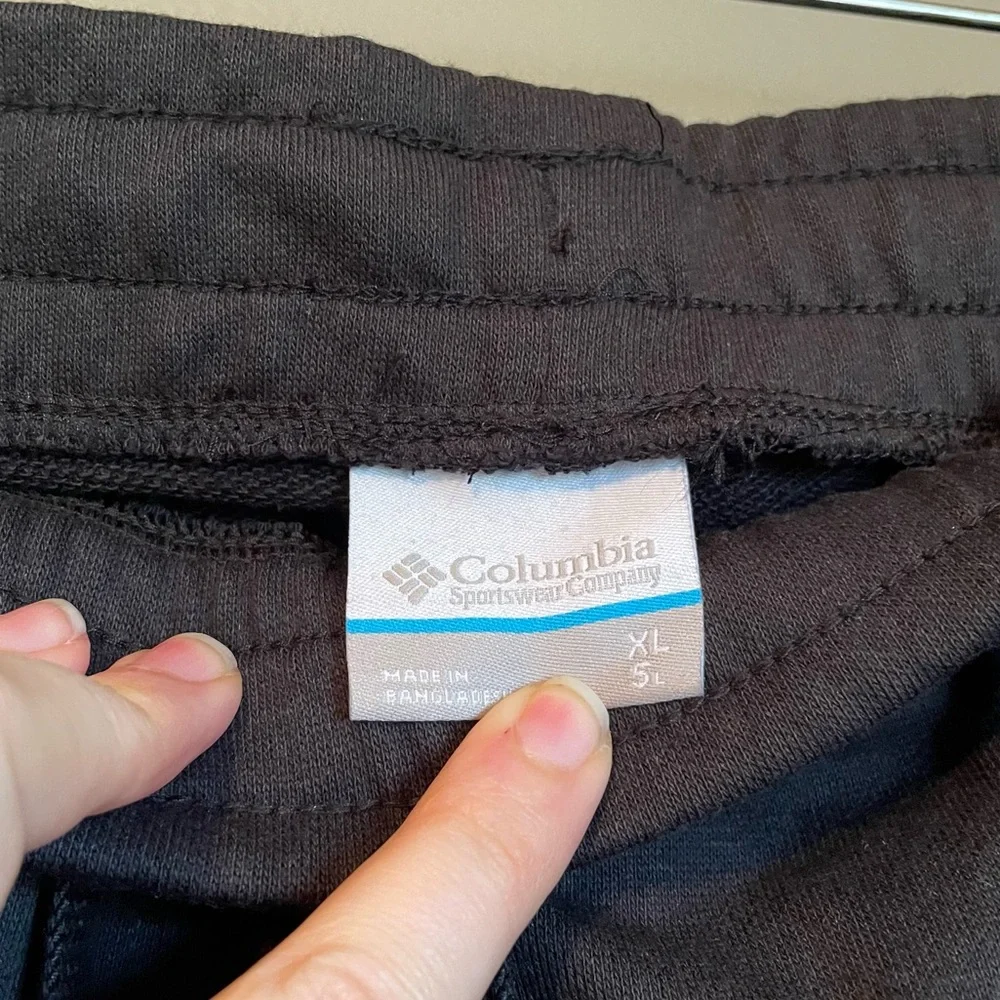 Columbia
Sportswear Company
XL
MADE IN
5L